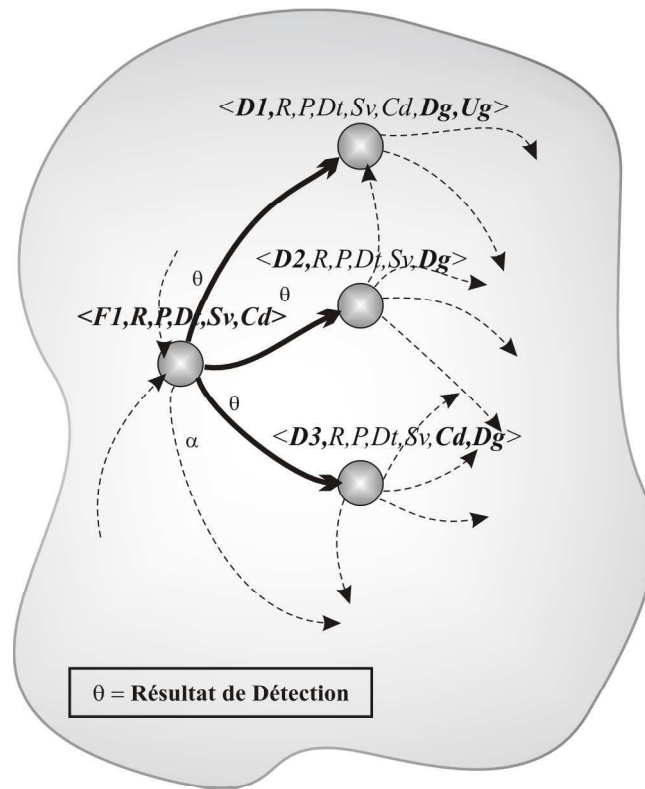 <D1,R,P,Dt,Sv,Cd,Dg,Ug>
θ
<D2,R,P,Dt,Sv,Dg>
θ
<F1,R,P,Dt,Sv,Cd>
θ
<D3,R,P,Dt,Sv,Cd,Dg>
α
θ = Résultat de Détection